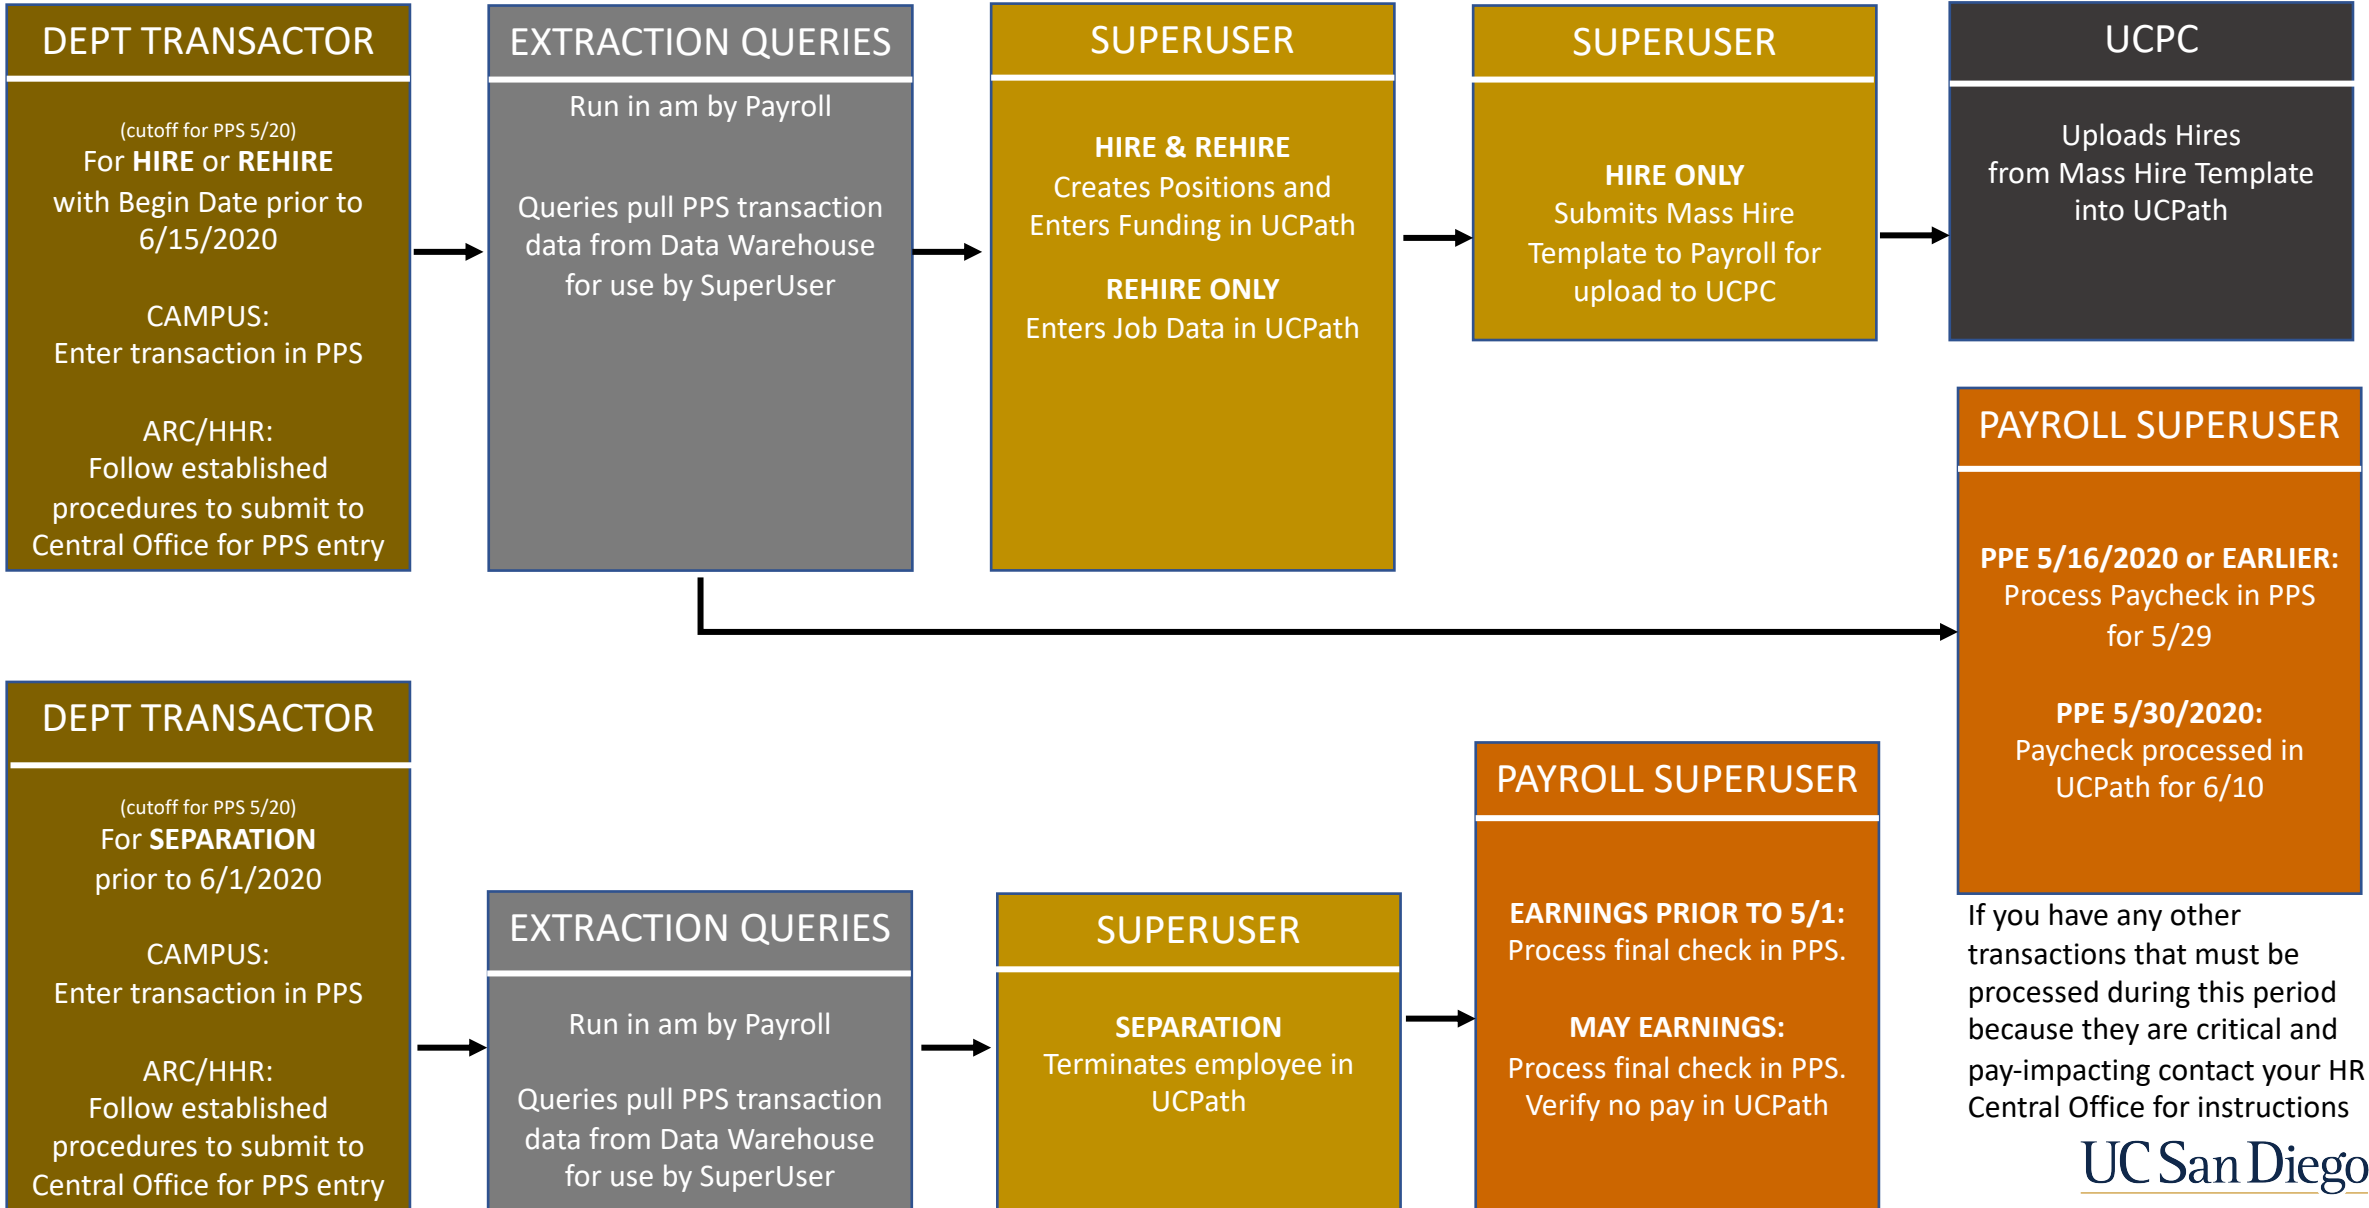 DEPT TRANSACTOR
(cutoff for PPS 5/20)
For HIRE or REHIRE
with Begin Date prior to
6/15/2020
CAMPUS:
Enter transaction in PPS
ARC/HHR:
Follow established
procedures to submit to
Central Office for PPS entry
EXTRACTION QUERIES
Run in am by Payroll
Queries pull PPS transaction
data from Data Warehouse
for use by SuperUser
SUPERUSER
HIRE & REHIRE
Creates Positions and
Enters Funding in UCPath
REHIRE ONLY
Enters Job Data in UCPath
SUPERUSER
HIRE ONLY
Submits Mass Hire
Template to Payroll for
upload to UCPC
UCPC
Uploads Hires
from Mass Hire Template
into UCPath
PAYROLL SUPERUSER
PPE 5/16/2020 or EARLIER:
Process Paycheck in PPS
for 5/29
PPE 5/30/2020:
Paycheck processed in
UCPath for 6/10
DEPT TRANSACTOR
(cutoff for PPS 5/20)
For SEPARATION
prior to 6/1/2020
CAMPUS:
Enter transaction in PPS
ARC/HHR:
Follow established
procedures to submit to
Central Office for PPS entry
EXTRACTION QUERIES
Run in am by Payroll
Queries pull PPS transaction
data from Data Warehouse
for use by SuperUser
SUPERUSER
SEPARATION
Terminates employee in
UCPath
PAYROLL SUPERUSER
EARNINGS PRIOR TO 5/1:
Process final check in PPS.
MAY EARNINGS:
Process final check in PPS.
Verify no pay in UCPath
If you have any other
transactions that must be
processed during this period
because they are critical and
pay-impacting contact your HR
Central Office for instructions
UC San Diego